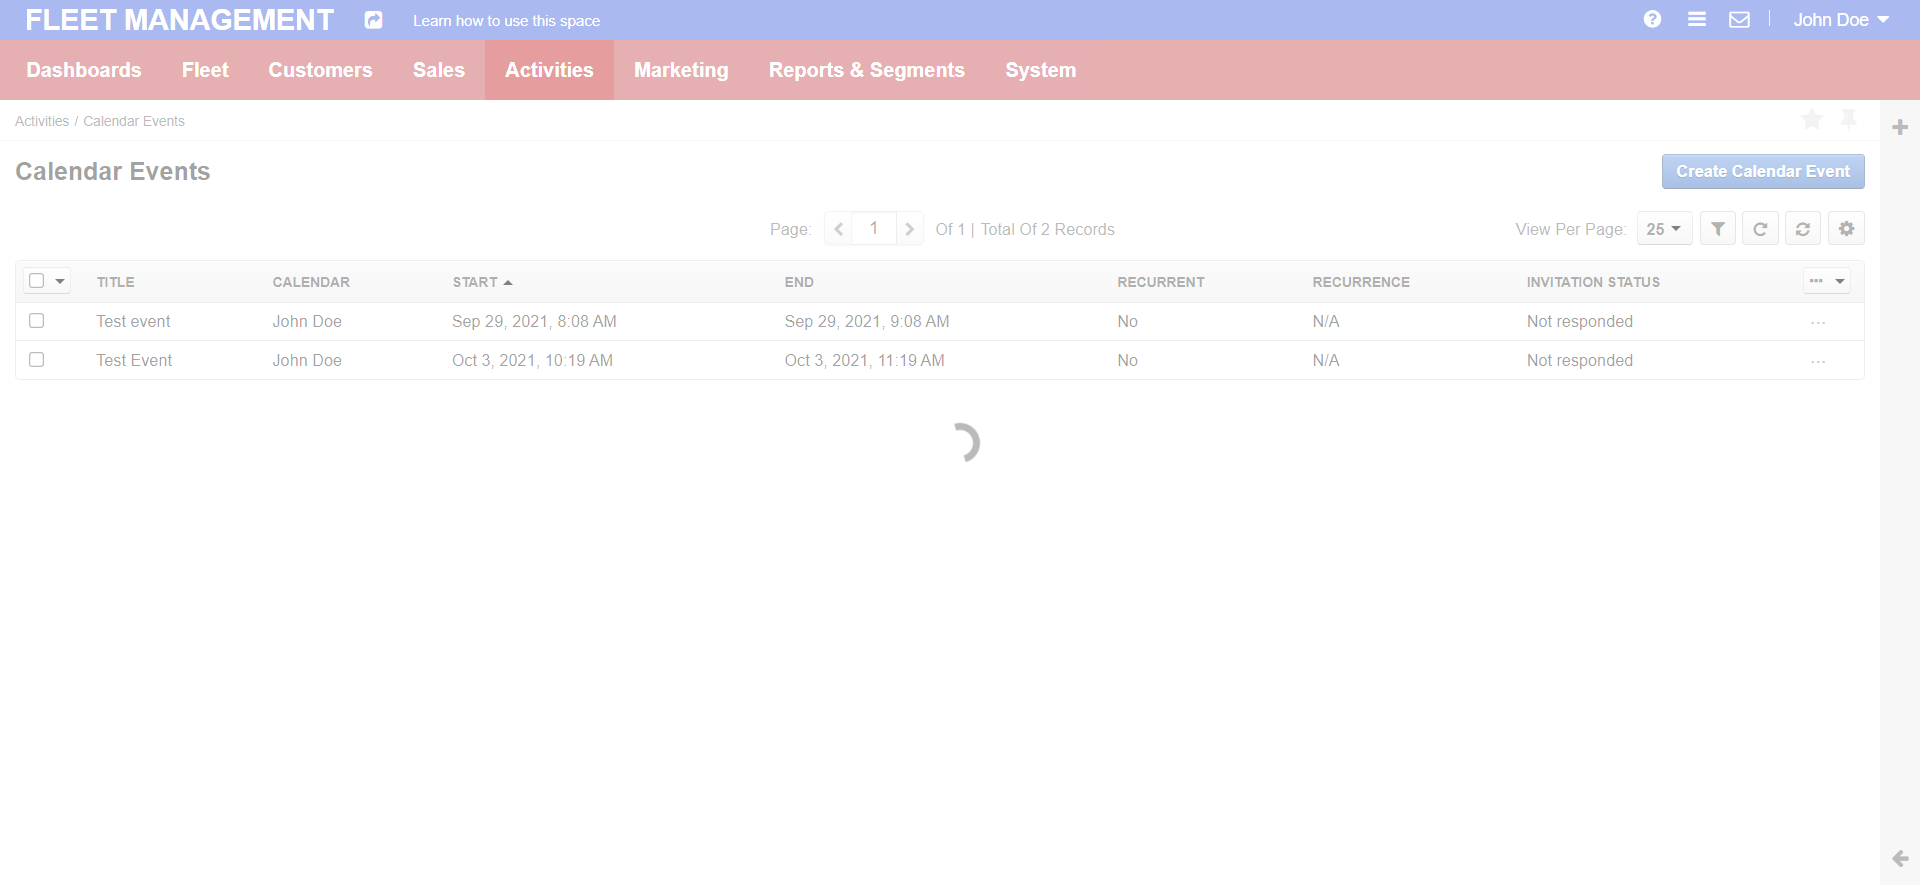 FLEET MANAGEMENT Learn how to use this space John Doe
Dashboards Fleet Customers Sales Activities Marketing Reports & Segments System
Activities / Calendar Events
Calendar Events Create Calendar Event
Page: 1 Of 1 | Total Of 2 Records View Per Page: 25
TITLE CALENDAR START END RECURRENT RECURRENCE INVITATION STATUS
Test event John Doe Sep 29, 2021, 8:08 AM Sep 29, 2021, 9:08 AM No N/A Not responded
Test Event John Doe Oct 3, 2021, 10:19 AM Oct 3, 2021, 11:19 AM No N/A Not responded